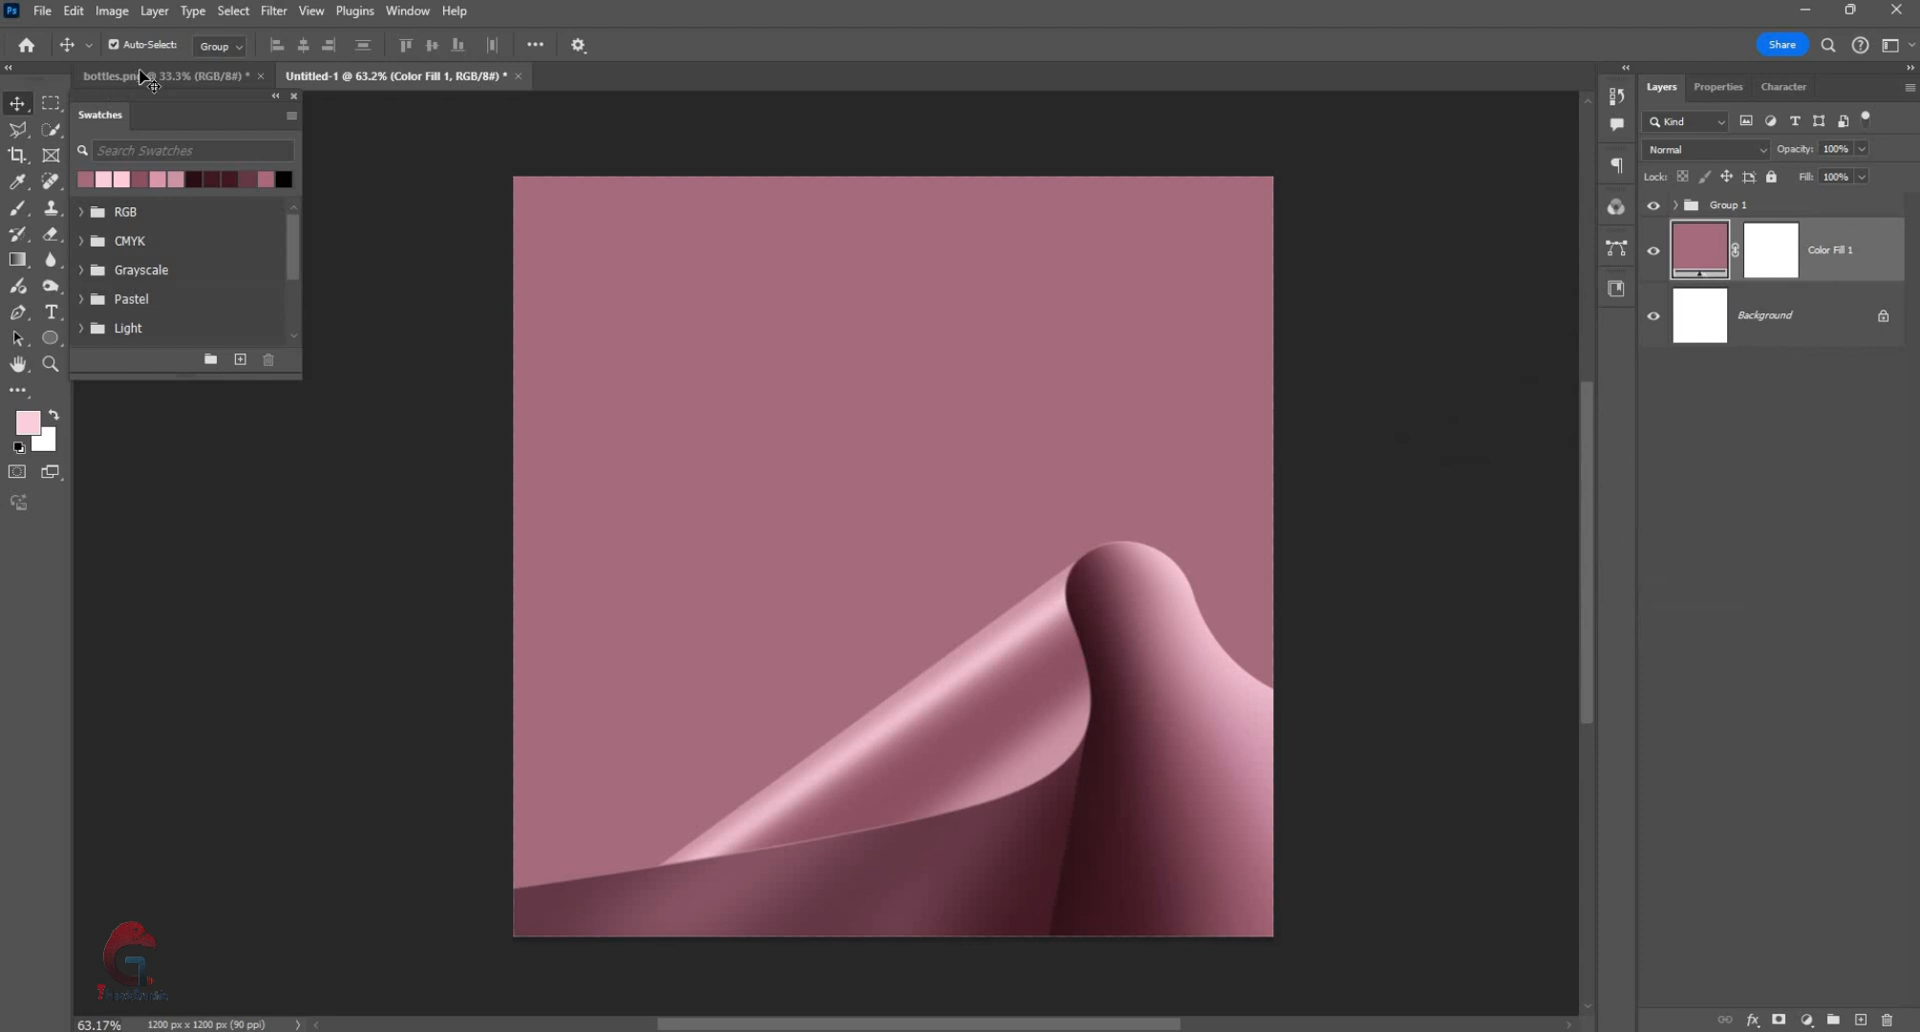 Ps File Edit Image Layer Type Select Filter View Plugins Window Help
Auto-Select: Group Share
bottles.png @ 33.3% (RGB/8#) * × Untitled-1 @ 63.2% (Color Fill 1, RGB/8#) * ×
Swatches
Search Swatches
RGB
CMYK
Grayscale
Pastel
Light
Layers Properties Character
Kind
Normal Opacity: 100%
Lock: Fill: 100%
Group 1
Color Fill 1
Background
63.17% 1200 px x 1200 px (90 ppi)